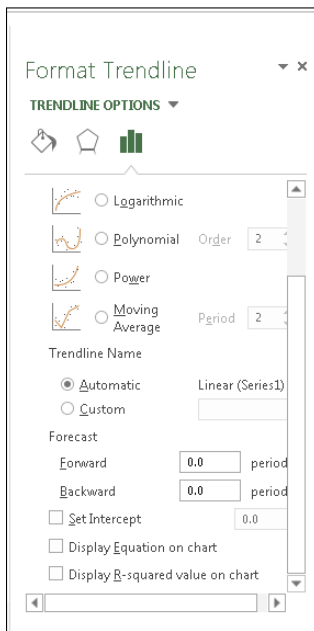 Format Trendline
TRENDLINE OPTIONS
Logarithmic
Polynomial Order 2
Power
Moving Average Period 2
Trendline Name
Automatic Linear (Series1)
Custom
Forecast
Forward 0.0 period
Backward 0.0 period
Set Intercept 0.0
Display Equation on chart
Display R-squared value on chart